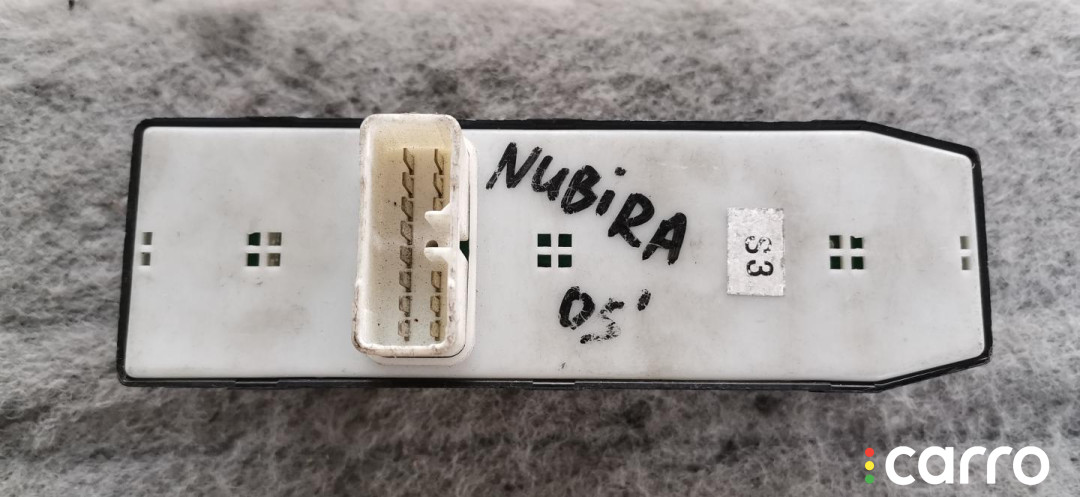 NUBiRA
05'
S3
carro